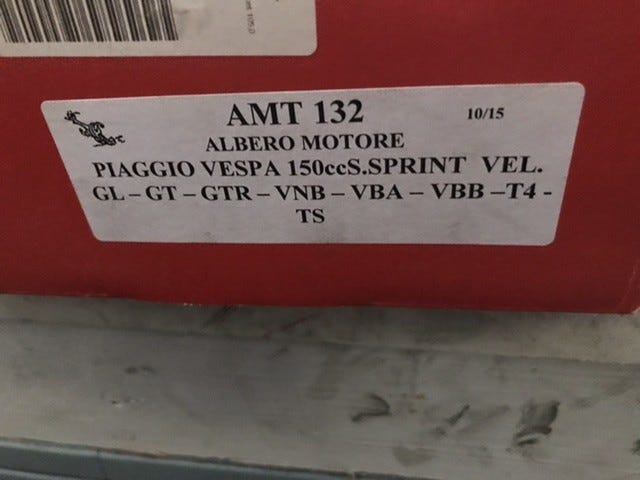 AMT 132 10/15
ALBERO MOTORE
PIAGGIO VESPA 150ccS.SPRINT VEL.
GL – GT – GTR – VNB – VBA – VBB –T4 -
TS